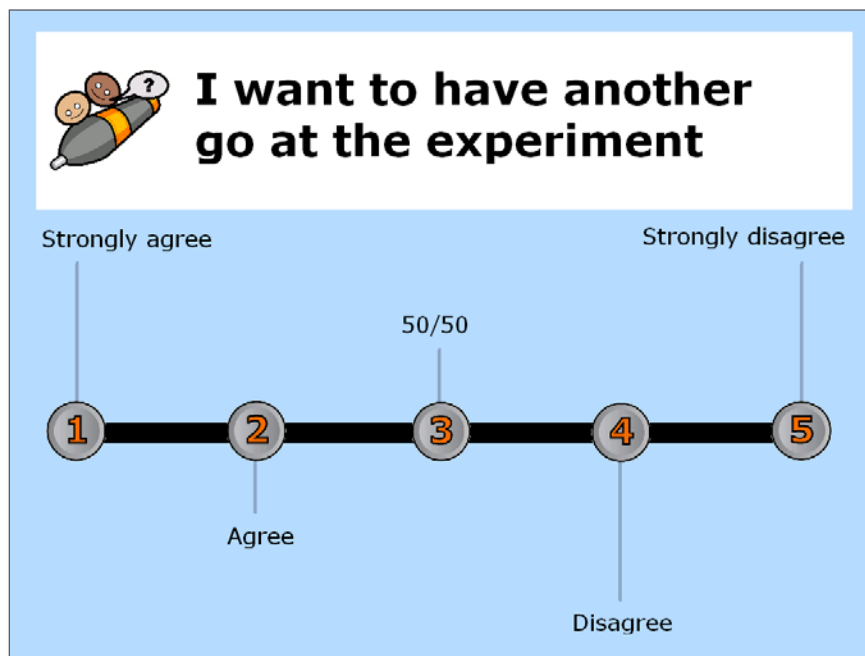 ?
I want to have another
go at the experiment
Strongly agree
Strongly disagree
50/50
1
2
3
4
5
Agree
Disagree